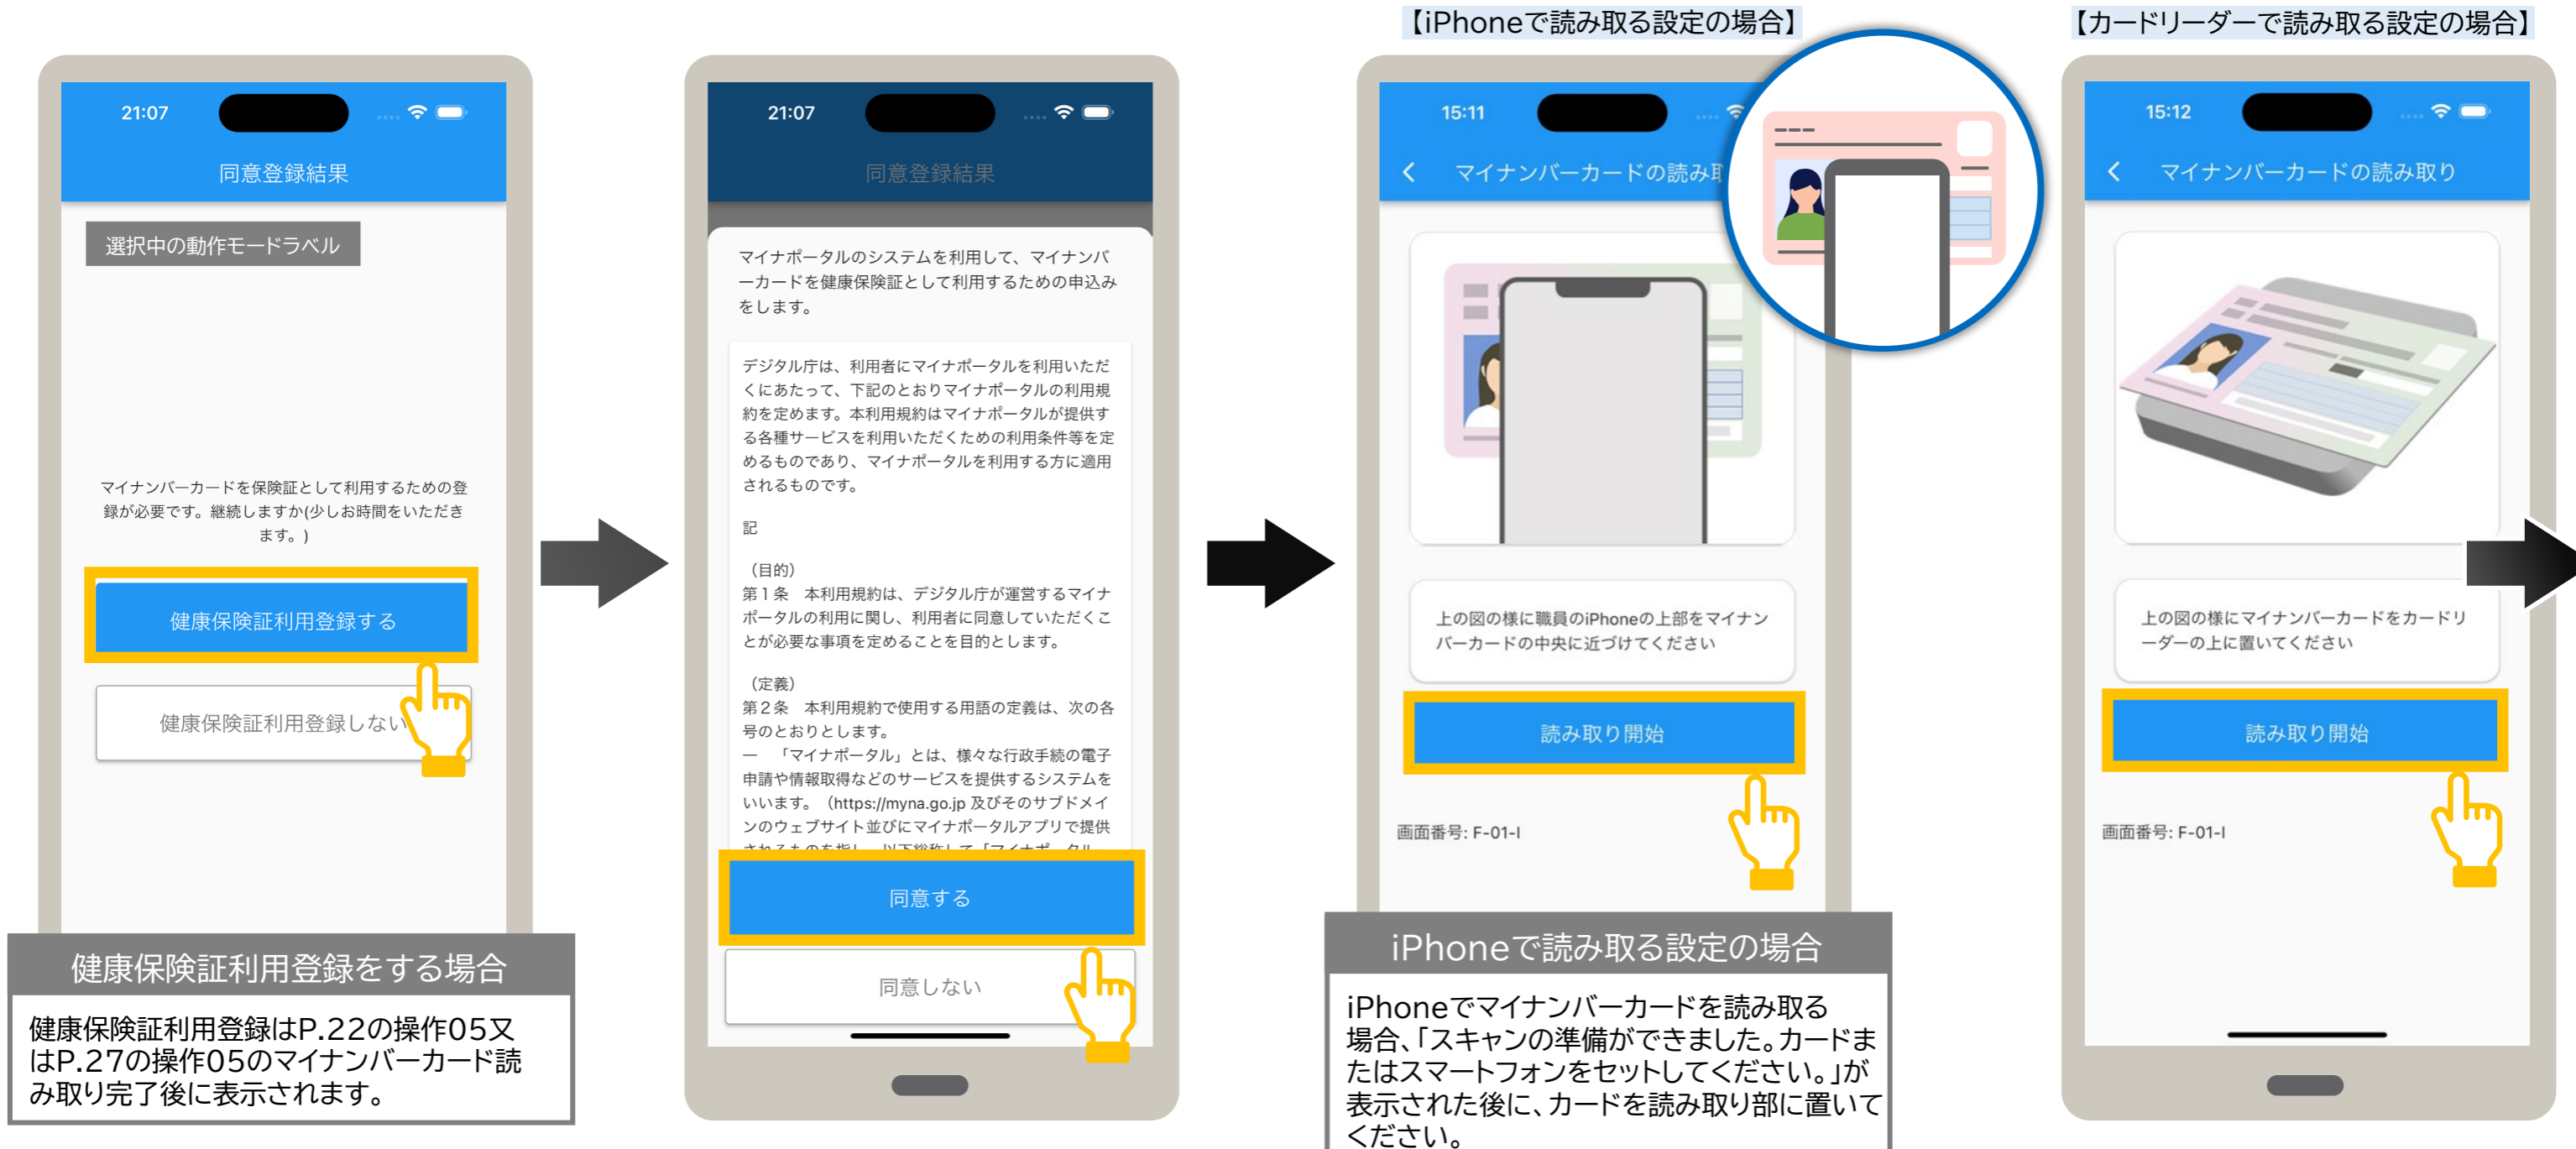 【iPhoneで読み取る設定の場合】
【カードリーダーで読み取る設定の場合】
21:07
同意登録結果
選択中の動作モードラベル
マイナンバーカードを保険証として利用するための登
録が必要です。継続しますか(少しお時間をいただき
ます。)
健康保険証利用登録する
健康保険証利用登録しない
健康保険証利用登録をする場合
健康保険証利用登録はP.22の操作05又
はP.27の操作05のマイナンバーカード読
み取り完了後に表示されます。
21:07
同意登録結果
マイナポータルのシステムを利用して、マイナンバ
ーカードを健康保険証として利用するための申込み
をします。
デジタル庁は、利用者にマイナポータルを利用いただ
くにあたって、下記のとおりマイナポータルの利用規
約を定めます。本利用規約はマイナポータルが提供す
る各種サービスを利用いただくための利用条件等を定
めるものであり、マイナポータルを利用する方に適用
されるものです。
記
（目的）
第１条　本利用規約は、デジタル庁が運営するマイナ
ポータルの利用に関し、利用者に同意していただくこ
とが必要な事項を定めることを目的とします。
（定義）
第２条　本利用規約で使用する用語の定義は、次の各
号のとおりとします。
一　「マイナポータル」とは、様々な行政手続の電子
申請や情報取得などのサービスを提供するシステムを
いいます。（https://myna.go.jp 及びそのサブドメイ
ンのウェブサイト並びにマイナポータルアプリで提供
されるものを指し、以下総称して「マイナポータル
同意する
同意しない
15:11
マイナンバーカードの読み取
上の図の様に職員のiPhoneの上部をマイナン
バーカードの中央に近づけてください
読み取り開始
画面番号: F-01-I
iPhoneで読み取る設定の場合
iPhoneでマイナンバーカードを読み取る
場合、「スキャンの準備ができました。カードま
たはスマートフォンをセットしてください。」が
表示された後に、カードを読み取り部に置いて
ください。
15:12
マイナンバーカードの読み取り
上の図の様にマイナンバーカードをカードリ
ーダーの上に置いてください
読み取り開始
画面番号: F-01-I